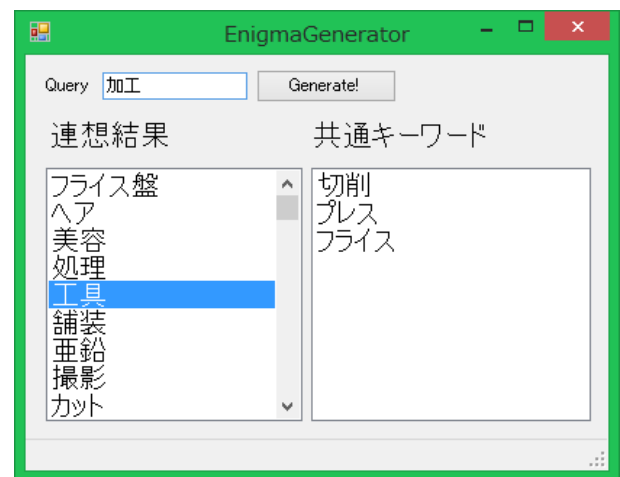 EnigmaGenerator
Query 加工 Generate!
連想結果 共通キーワード
フライス盤
ヘア
美容
処理
工具
舗装
亜鉛
撮影
カット
切削
プレス
フライス